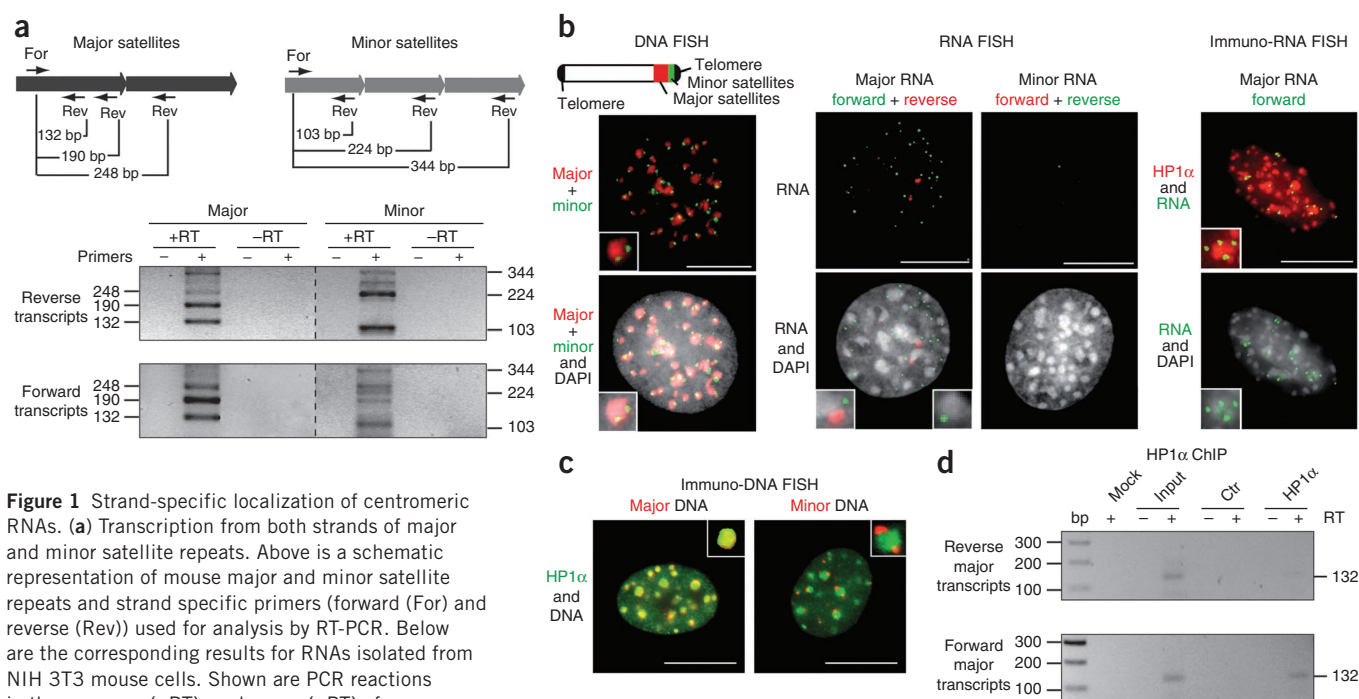 a
Major satellites
For
Rev Rev Rev
132 bp
190 bp
248 bp
Minor satellites
For
Rev Rev Rev
103 bp
224 bp
344 bp
Major Minor
+RT –RT +RT –RT
Primers – + – + – + – +
Reverse transcripts
248
190
132
344
224
103
Forward transcripts
248
190
132
344
224
103
b
DNA FISH
Telomere
Telomere
Minor satellites
Major satellites
Major
+
minor
Major
+
minor
and
DAPI
RNA FISH
Major RNA
forward + reverse
Minor RNA
forward + reverse
RNA
RNA
and
DAPI
Immuno-RNA FISH
Major RNA
forward
HP1α
and
RNA
RNA
and
DAPI
c
Immuno-DNA FISH
Major DNA Minor DNA
HP1α
and
DNA
d
HP1α ChIP
Mock Input Ctr HP1α
bp + – + – + – + RT
Reverse
major
transcripts
300
200
100
132
Forward
major
transcripts
300
200
100
132
Figure 1 Strand-specific localization of centromeric
RNAs. (a) Transcription from both strands of major
and minor satellite repeats. Above is a schematic
representation of mouse major and minor satellite
repeats and strand specific primers (forward (For) and
reverse (Rev)) used for analysis by RT-PCR. Below
are the corresponding results for RNAs isolated from
NIH 3T3 mouse cells. Shown are PCR reactions